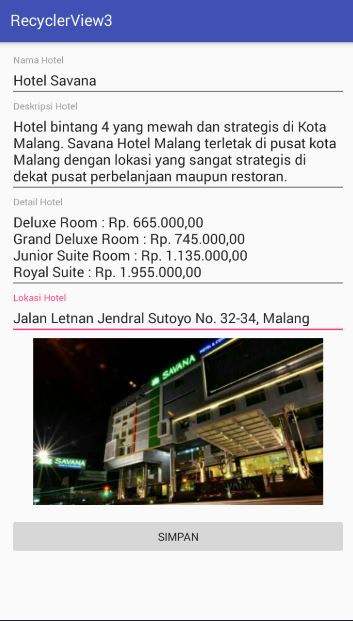 RecyclerView3
Nama Hotel
Hotel Savana
Deskripsi Hotel
Hotel bintang 4 yang mewah dan strategis di Kota
Malang. Savana Hotel Malang terletak di pusat kota
Malang dengan lokasi yang sangat strategis di
dekat pusat perbelanjaan maupun restoran.
Detail Hotel
Deluxe Room : Rp. 665.000,00
Grand Deluxe Room : Rp. 745.000,00
Junior Suite Room : Rp. 1.135.000,00
Royal Suite : Rp. 1.955.000,00
Lokasi Hotel
Jalan Letnan Jendral Sutoyo No. 32-34, Malang
SAVANA
SAVANA
SIMPAN